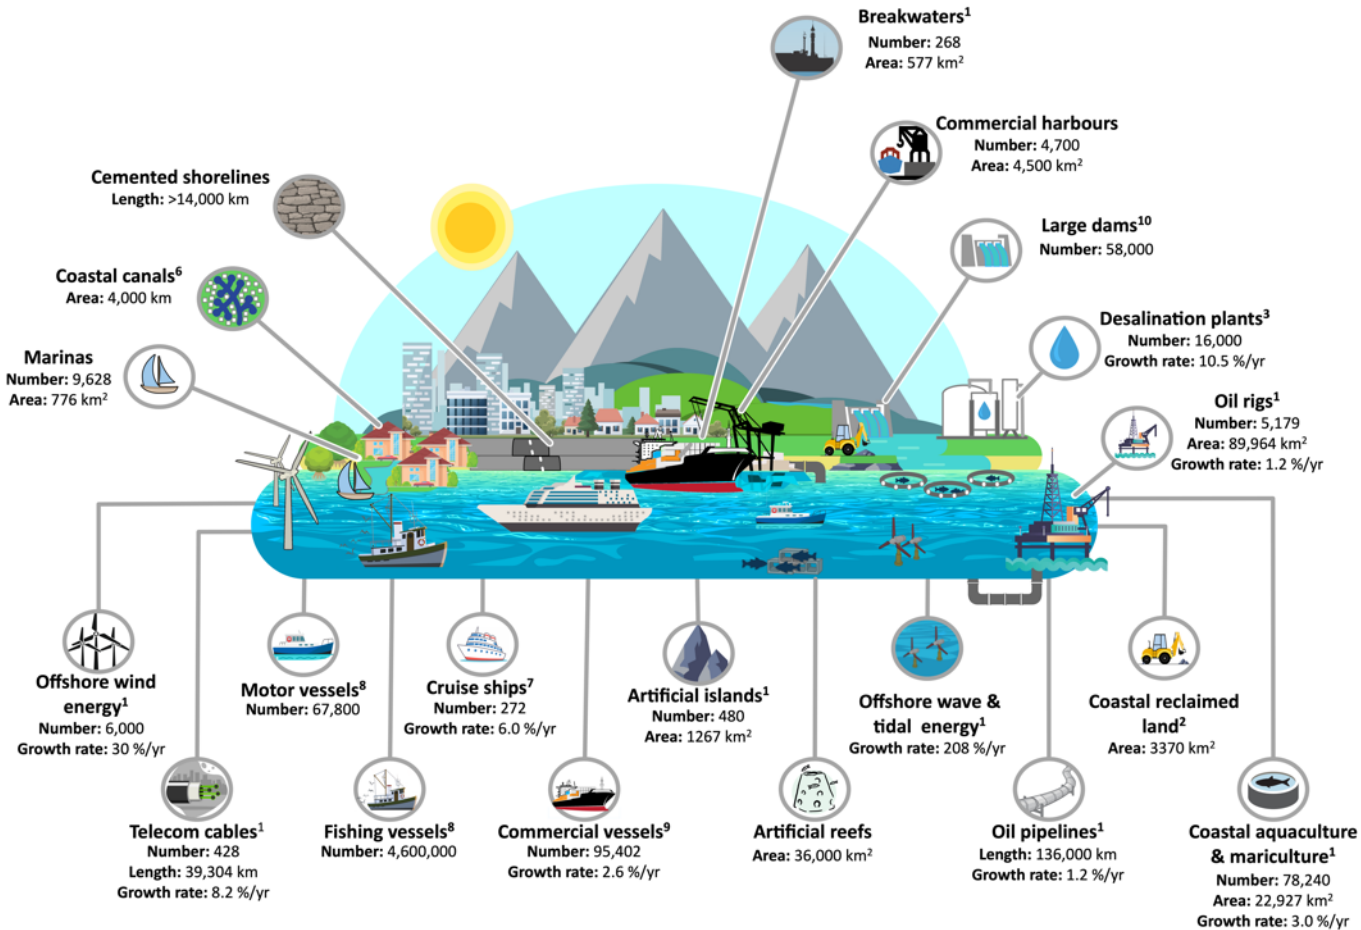 Breakwaters¹
Number: 268
Area: 577 km²
Commercial harbours
Number: 4,700
Area: 4,500 km²
Cemented shorelines
Length: >14,000 km
Large dams¹⁰
Number: 58,000
Coastal canals⁶
Area: 4,000 km
Desalination plants³
Number: 16,000
Growth rate: 10.5 %/yr
Marinas
Number: 9,628
Area: 776 km²
Oil rigs¹
Number: 5,179
Area: 89,964 km²
Growth rate: 1.2 %/yr
Offshore wind
energy¹
Number: 6,000
Growth rate: 30 %/yr
Motor vessels⁸
Number: 67,800
Cruise ships⁷
Number: 272
Growth rate: 6.0 %/yr
Artificial islands¹
Number: 480
Area: 1267 km²
Offshore wave &
tidal energy¹
Growth rate: 208 %/yr
Coastal reclaimed
land²
Area: 3370 km²
Telecom cables¹
Number: 428
Length: 39,304 km
Growth rate: 8.2 %/yr
Fishing vessels⁸
Number: 4,600,000
Commercial vessels⁹
Number: 95,402
Growth rate: 2.6 %/yr
Artificial reefs
Area: 36,000 km²
Oil pipelines¹
Length: 136,000 km
Growth rate: 1.2 %/yr
Coastal aquaculture
& mariculture¹
Number: 78,240
Area: 22,927 km²
Growth rate: 3.0 %/yr